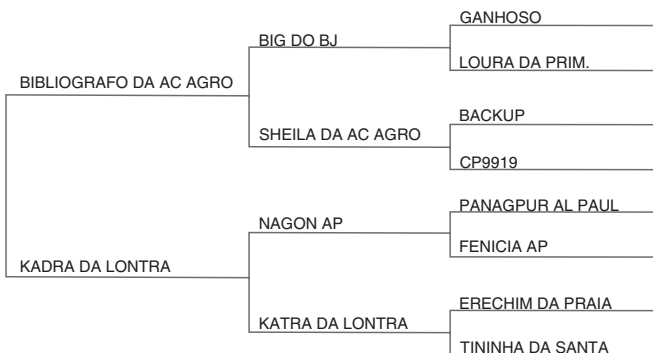 GANHOSO
BIG DO BJ
LOURA DA PRIM.
BIBLIOGRAFO DA AC AGRO
BACKUP
SHEILA DA AC AGRO
CP9919
PANAGPUR AL PAUL
NAGON AP
FENICIA AP
KADRA DA LONTRA
ERECHIM DA PRAIA
KATRA DA LONTRA
TININHA DA SANTA